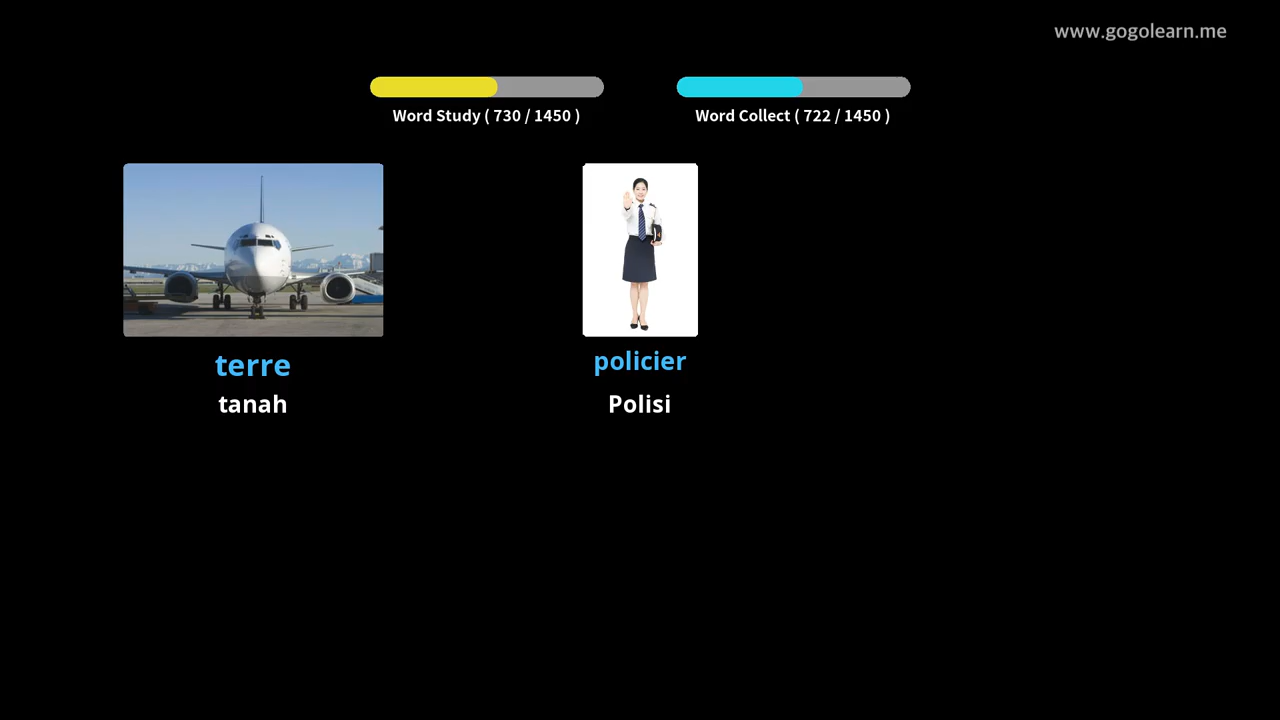 www.gogolearn.me
Word Study ( 730 / 1450 )
Word Collect ( 722 / 1450 )
terre
tanah
policier
Polisi